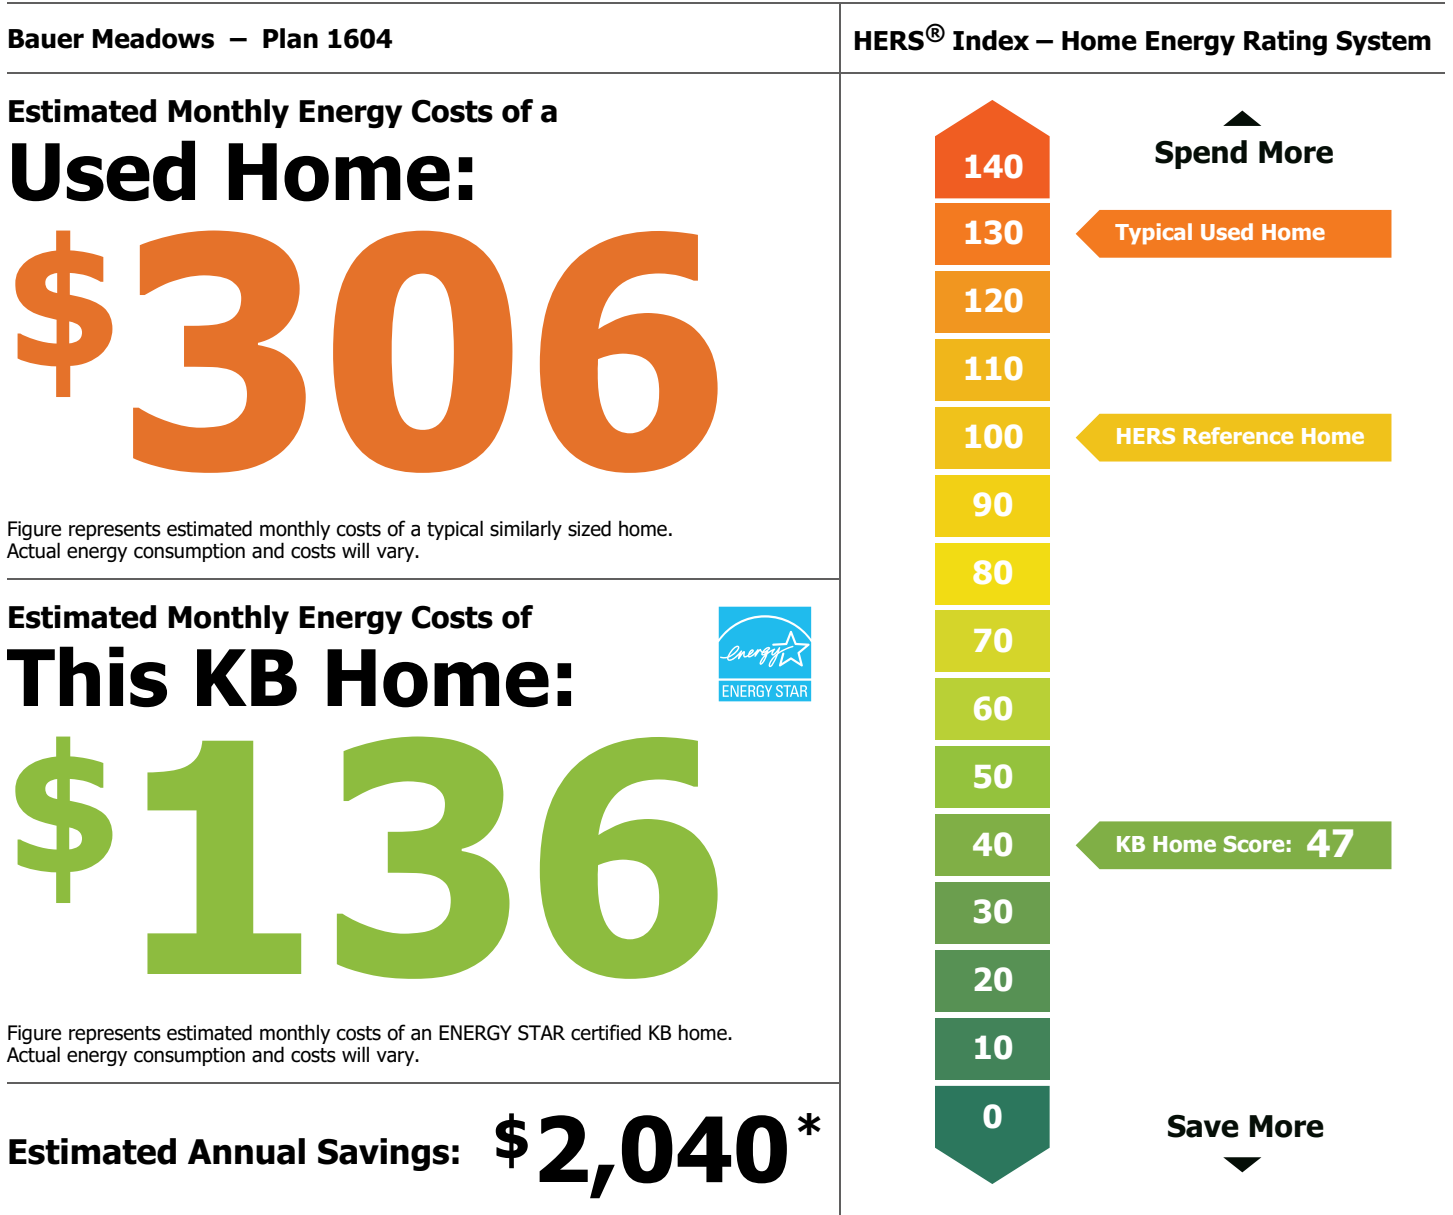 Bauer Meadows – Plan 1604
Estimated Monthly Energy Costs of a
Used Home:
$306
Figure represents estimated monthly costs of a typical similarly sized home.
Actual energy consumption and costs will vary.
Estimated Monthly Energy Costs of
This KB Home:
energy
ENERGY STAR
$136
Figure represents estimated monthly costs of an ENERGY STAR certified KB home.
Actual energy consumption and costs will vary.
Estimated Annual Savings: $2,040*
HERS® Index – Home Energy Rating System
Spend More
140
130
Typical Used Home
120
110
100
HERS Reference Home
90
80
70
60
50
40
KB Home Score: 47
30
20
10
0
Save More